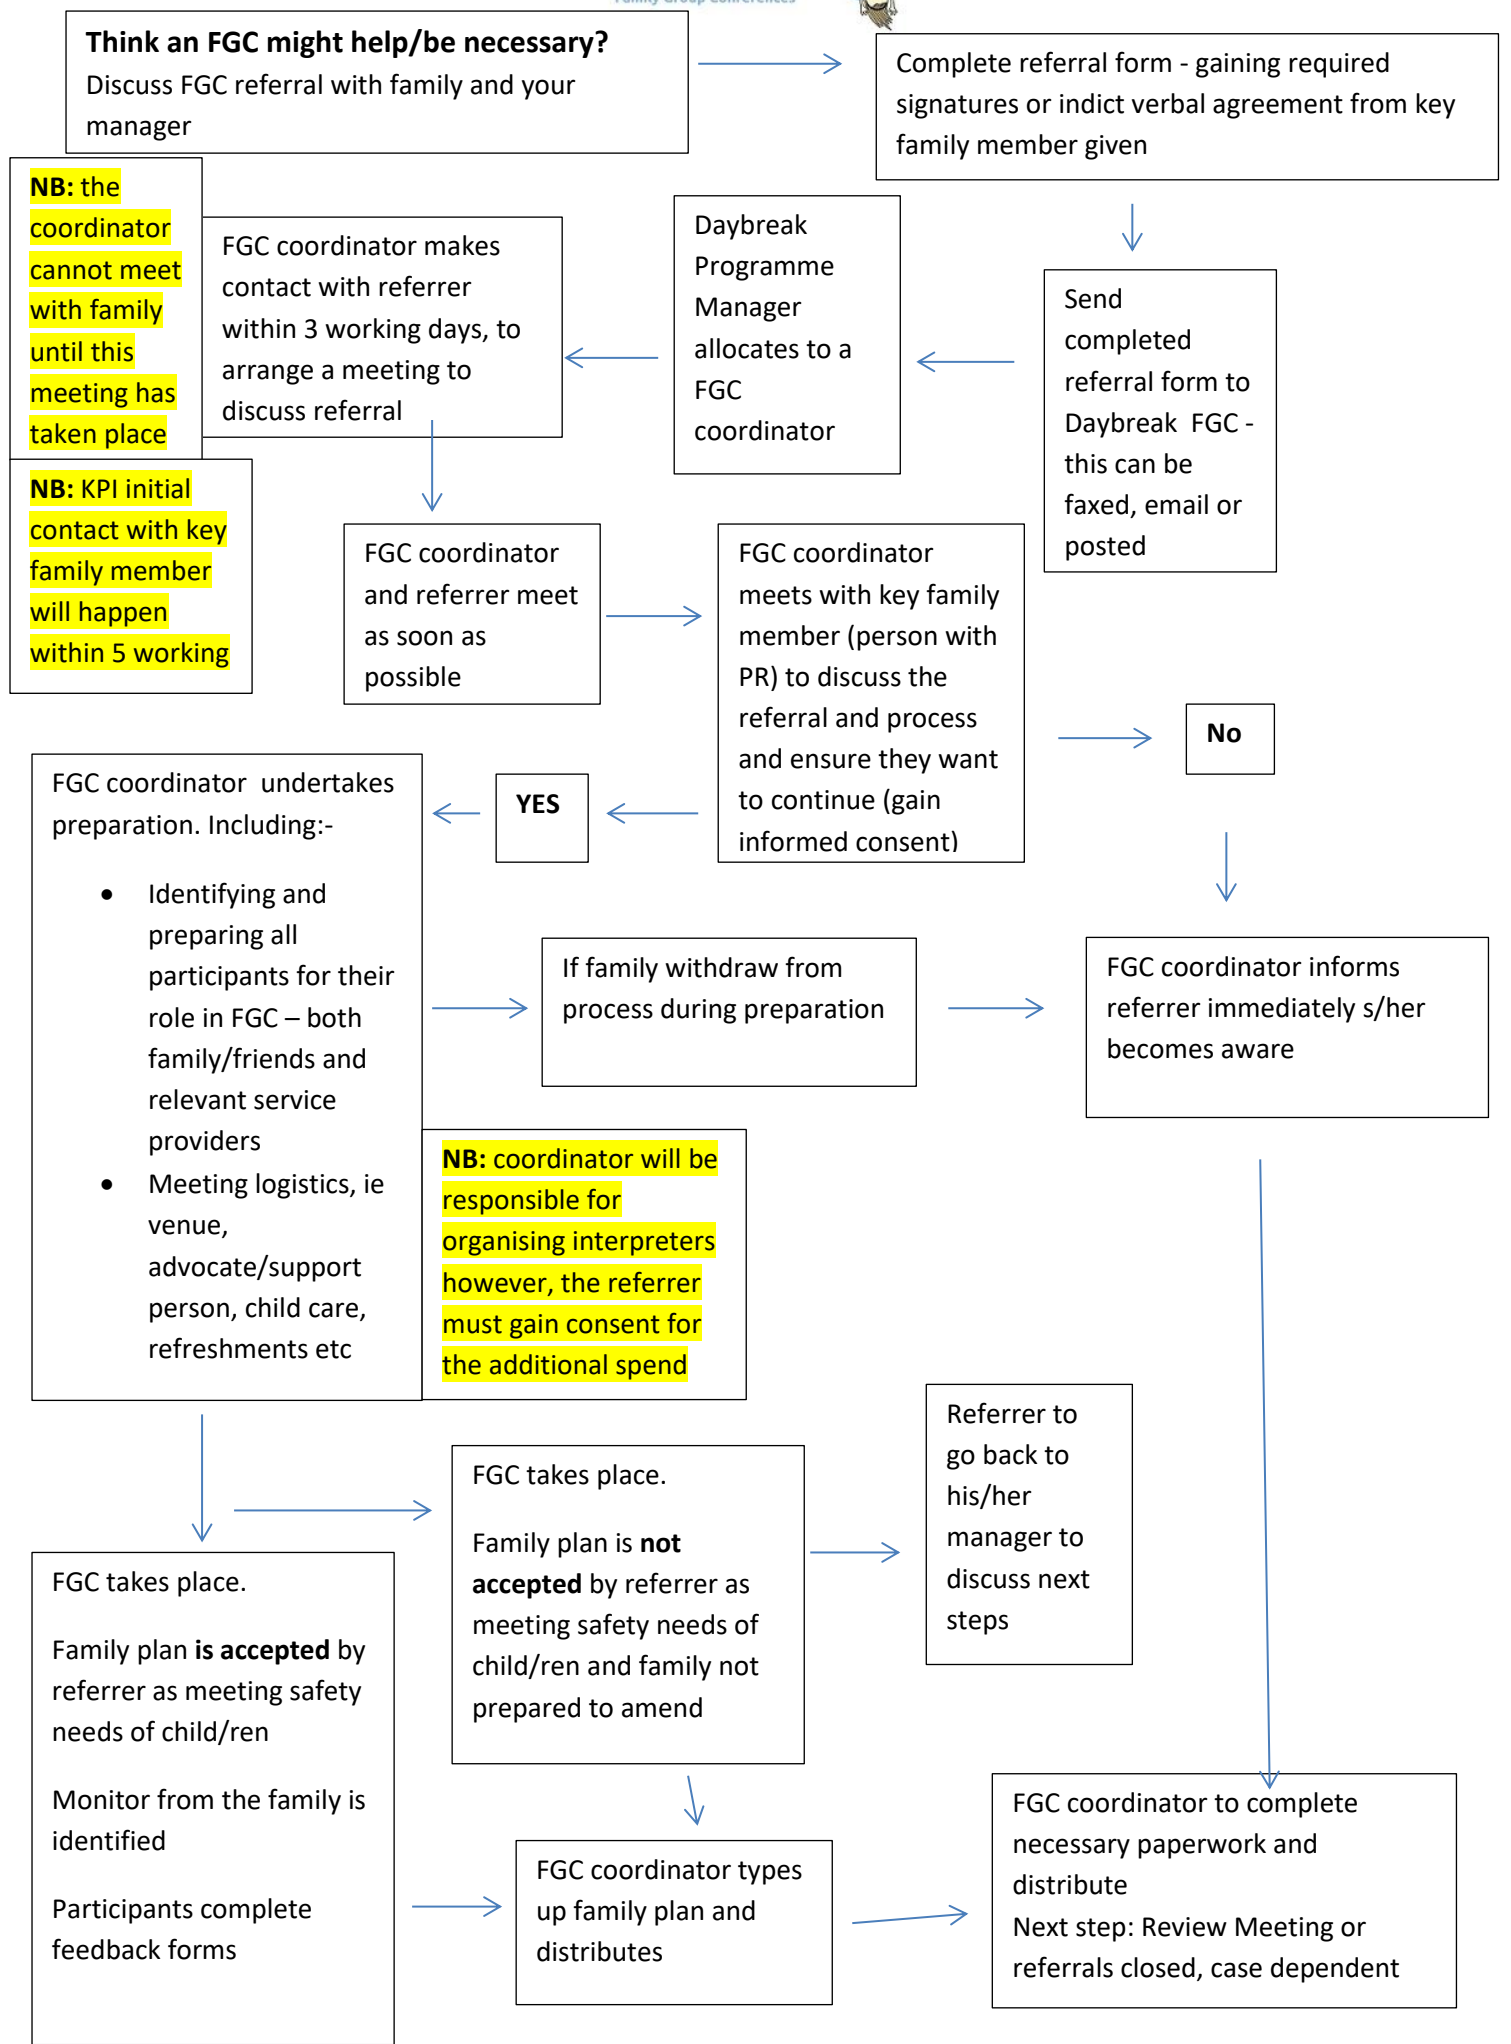 Family Group Conferences
Think an FGC might help/be necessary?
Discuss FGC referral with family and your
manager
Complete referral form - gaining required
signatures or indict verbal agreement from key
family member given
NB: the
coordinator
cannot meet
with family
until this
meeting has
taken place
FGC coordinator makes
contact with referrer
within 3 working days, to
arrange a meeting to
discuss referral
Daybreak
Programme
Manager
allocates to a
FGC
coordinator
Send
completed
referral form to
Daybreak FGC -
this can be
faxed, email or
posted
NB: KPI initial
contact with key
family member
will happen
within 5 working
FGC coordinator
and referrer meet
as soon as
possible
FGC coordinator
meets with key family
member (person with
PR) to discuss the
referral and process
and ensure they want
to continue (gain
informed consent)
No
YES
FGC coordinator undertakes
preparation. Including:-
• Identifying and
preparing all
participants for their
role in FGC – both
family/friends and
relevant service
providers
• Meeting logistics, ie
venue,
advocate/support
person, child care,
refreshments etc
If family withdraw from
process during preparation
FGC coordinator informs
referrer immediately s/her
becomes aware
NB: coordinator will be
responsible for
organising interpreters
however, the referrer
must gain consent for
the additional spend
FGC takes place.
Family plan is not
accepted by referrer as
meeting safety needs of
child/ren and family not
prepared to amend
Referrer to
go back to
his/her
manager to
discuss next
steps
FGC takes place.
Family plan is accepted by
referrer as meeting safety
needs of child/ren
Monitor from the family is
identified
Participants complete
feedback forms
FGC coordinator types
up family plan and
distributes
FGC coordinator to complete
necessary paperwork and
distribute
Next step: Review Meeting or
referrals closed, case dependent